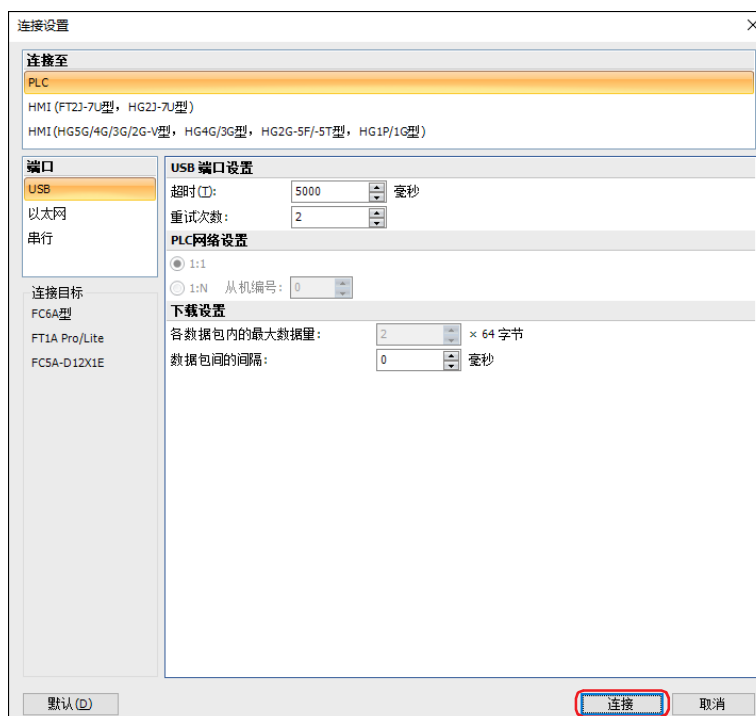 连接设置
连接至
PLC
HMI(FT2J-7U型，HG2J-7U型)
HMI(HG5G/4G/3G/2G-V型，HG4G/3G型，HG2G-5F/-5T型，HG1P/1G型)
端口
USB
以太网
串行
连接目标
FC6A型
FT1A Pro/Lite
FC5A-D12X1E
USB 端口设置
超时(T): 5000 毫秒
重试次数: 2
PLC网络设置
1:1
1:N 从机编号: 0
下载设置
各数据包内的最大数据量: 2 × 64 字节
数据包间的间隔: 0 毫秒
默认(D) 连接 取消